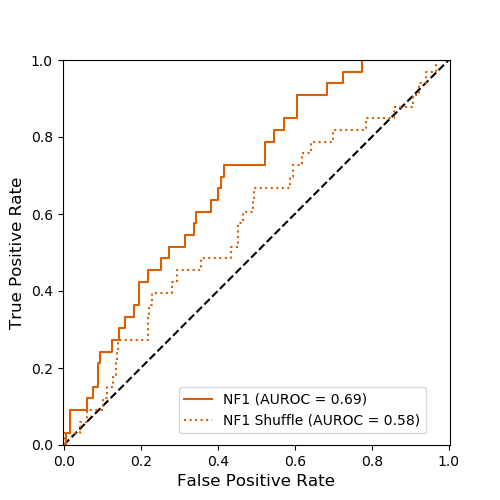 1.0
0.8
0.6
0.4
0.2
0.0
True Positive Rate
NF1 (AUROC = 0.69)
NF1 Shuffle (AUROC = 0.58)
0.0 0.2 0.4 0.6 0.8 1.0
False Positive Rate